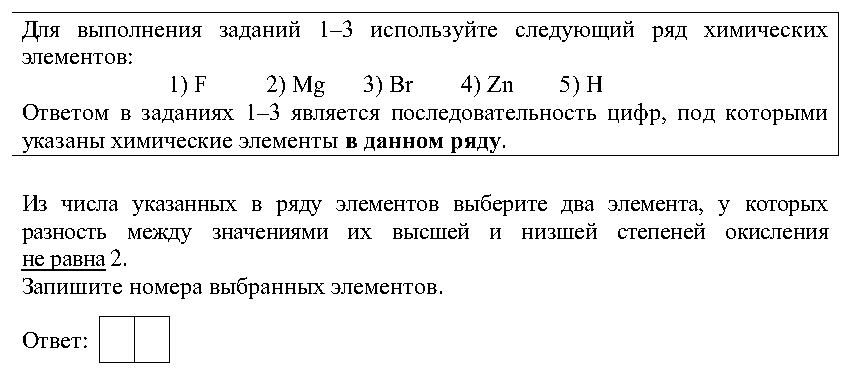 Для выполнения заданий 1–3 используйте следующий ряд химических
элементов:
1) F 2) Mg 3) Br 4) Zn 5) H
Ответом в заданиях 1–3 является последовательность цифр, под которыми
указаны химические элементы в данном ряду.
Из числа указанных в ряду элементов выберите два элемента, у которых
разность между значениями их высшей и низшей степеней окисления
не равна 2.
Запишите номера выбранных элементов.
Ответ: